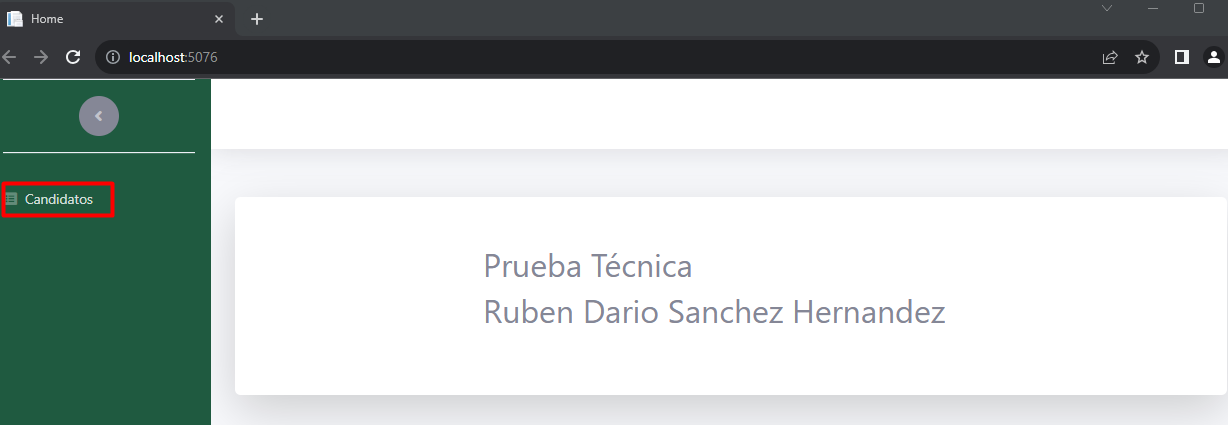 Home
localhost:5076
Candidatos
Prueba Técnica
Ruben Dario Sanchez Hernandez